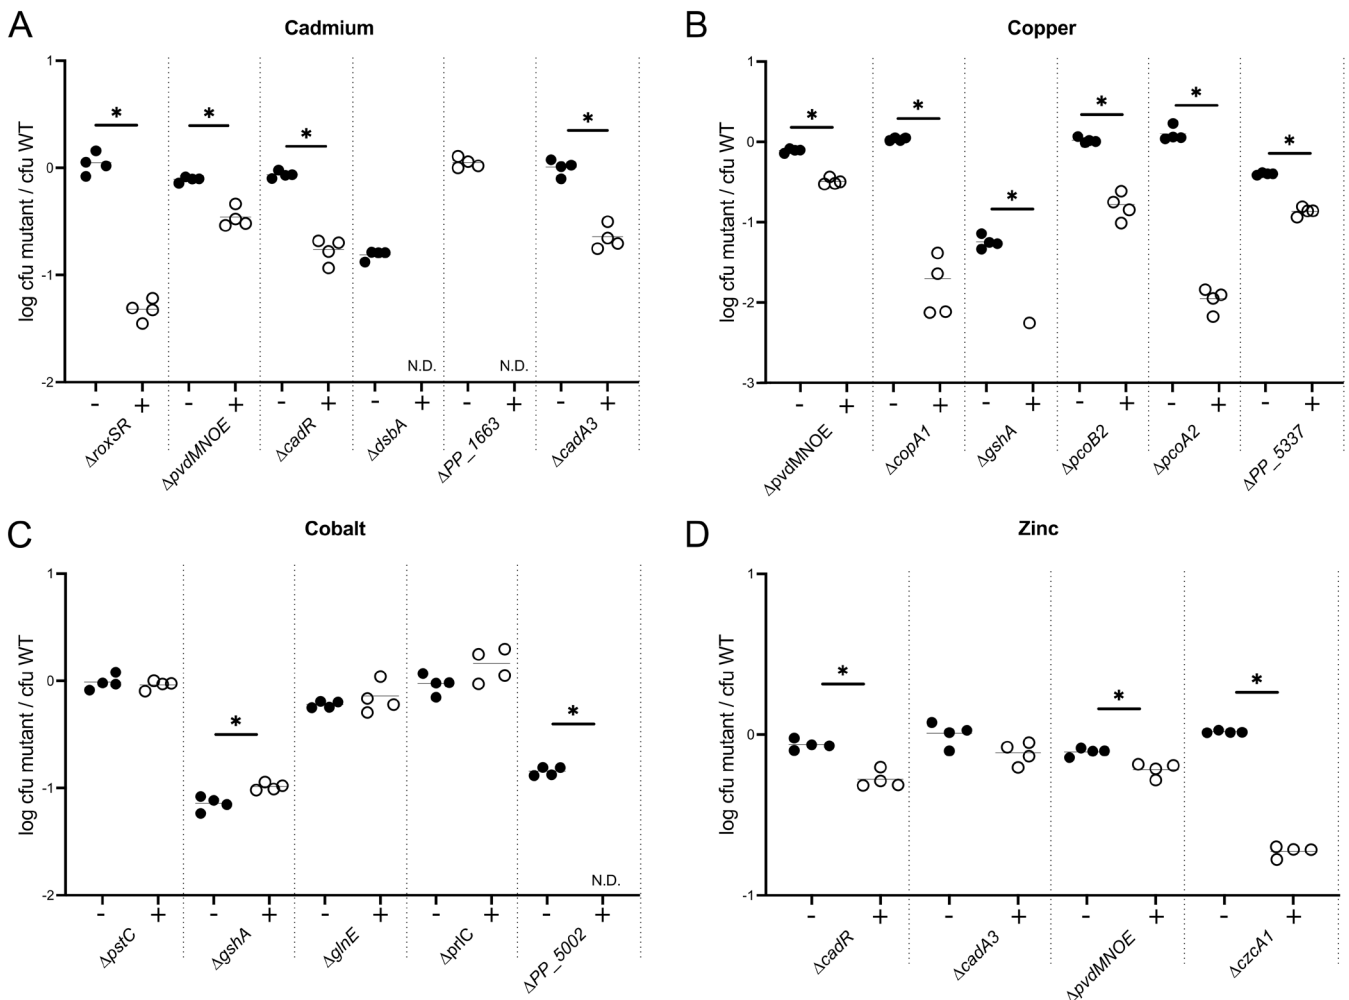 A
Cadmium
log cfu mutant / cfu WT
1
0
-1
-2
* * * *
N.D. N.D.
- + - + - + - + - + - +
ΔroxSR ΔpvdMNOE ΔcadR ΔdsbA ΔPP_1663 ΔcadA3
B
Copper
log cfu mutant / cfu WT
1
0
-1
-2
-3
* * * * * *
- + - + - + - + - + - +
ΔpvdMNOE ΔcopA1 ΔgshA ΔpcoB2 ΔpcoA2 ΔPP_5337
C
Cobalt
log cfu mutant / cfu WT
1
0
-1
-2
* *
N.D.
- + - + - + - + - +
ΔpstC ΔgshA ΔglnE ΔprlC ΔPP_5002
D
Zinc
log cfu mutant / cfu WT
1
0
-1
* * *
- + - + - + - +
ΔcadR ΔcadA3 ΔpvdMNOE ΔczcA1